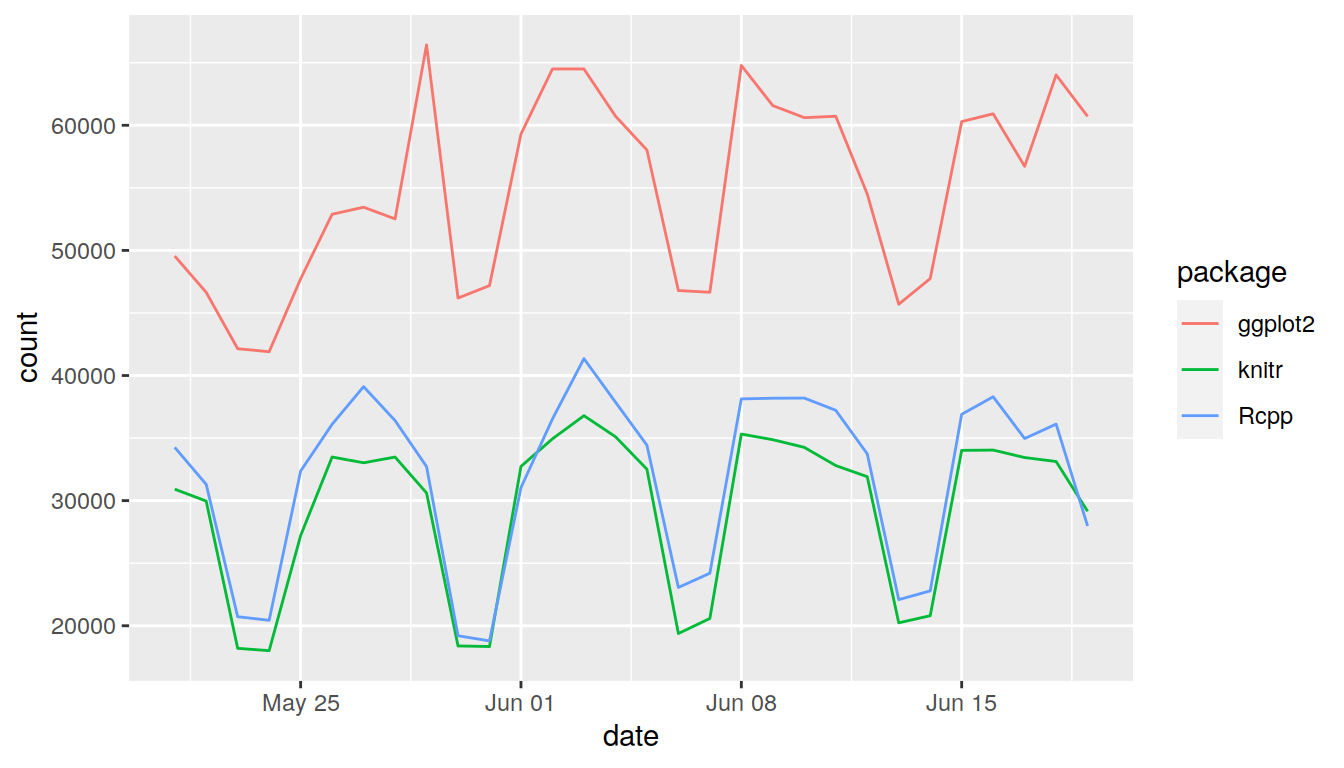 60000
50000
40000
30000
20000
count
May 25
Jun 01
Jun 08
Jun 15
date
package
ggplot2
knitr
Rcpp